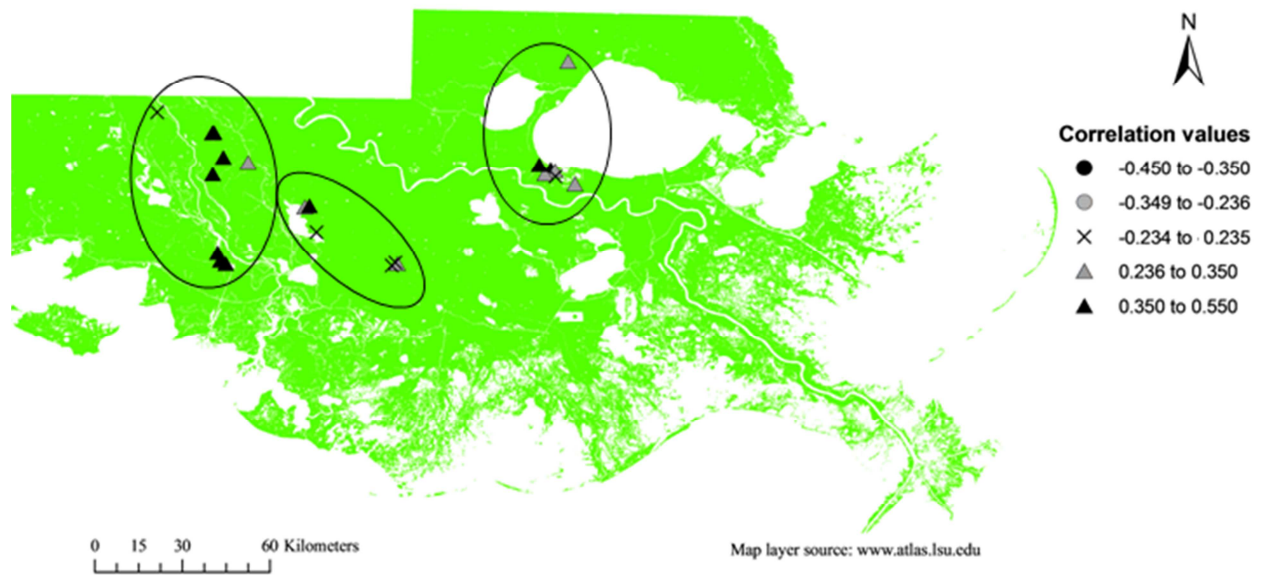 N
Correlation values
-0.450 to -0.350
-0.349 to -0.236
-0.234 to 0.235
0.236 to 0.350
0.350 to 0.550
0 15 30 60 Kilometers
Map layer source: www.atlas.lsu.edu